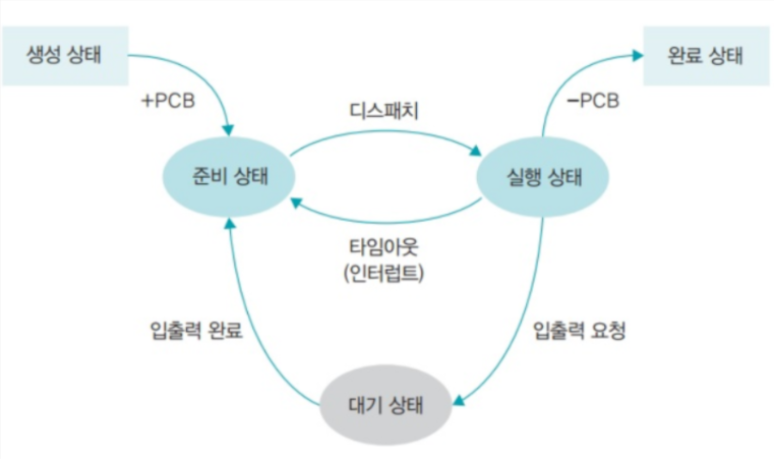 생성 상태
완료 상태
+PCB
디스패치
–PCB
준비 상태
실행 상태
타임아웃
(인터럽트)
입출력 완료
입출력 요청
대기 상태